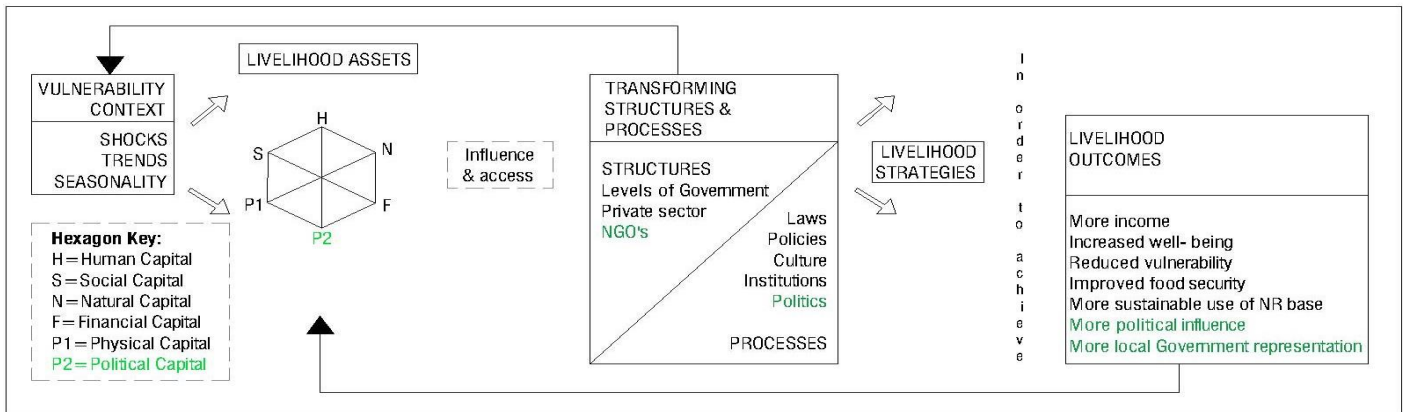 VULNERABILITY
CONTEXT
SHOCKS
TRENDS
SEASONALITY
Hexagon Key:
H=Human Capital
S=Social Capital
N=Natural Capital
F=Financial Capital
P1=Physical Capital
P2=Political Capital
LIVELIHOOD ASSETS
H
S
N
P1
F
P2
Influence
& access
TRANSFORMING
STRUCTURES &
PROCESSES
STRUCTURES
Levels of Government
Private sector
NGO's
Laws
Policies
Culture
Institutions
Politics
PROCESSES
LIVELIHOOD
STRATEGIES
In order to achieve
LIVELIHOOD
OUTCOMES
More income
Increased well- being
Reduced vulnerability
Improved food security
More sustainable use of NR base
More political influence
More local Government representation